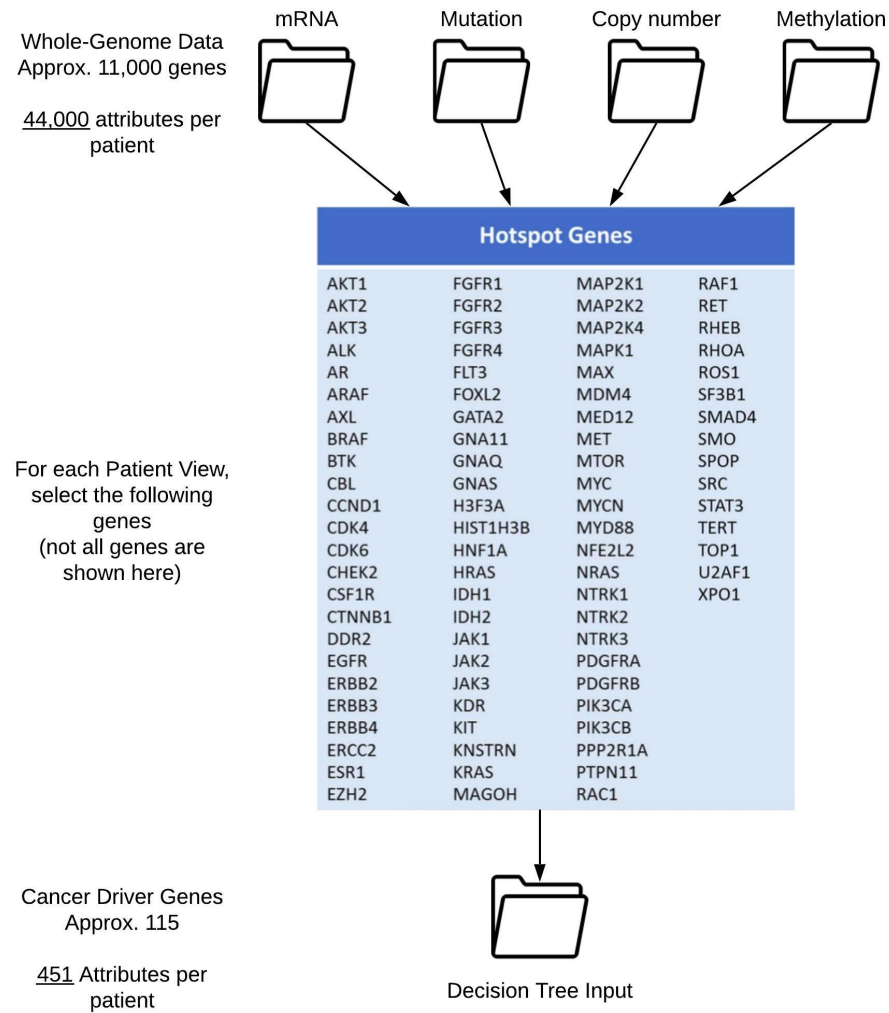 mRNA
Mutation
Copy number
Methylation
Whole-Genome Data
Approx. 11,000 genes
44,000 attributes per
patient
Hotspot Genes
AKT1 FGFR1 MAP2K1 RAF1
AKT2 FGFR2 MAP2K2 RET
AKT3 FGFR3 MAP2K4 RHEB
ALK FGFR4 MAPK1 RHOA
AR FLT3 MAX ROS1
ARAF FOXL2 MDM4 SF3B1
AXL GATA2 MED12 SMAD4
BRAF GNA11 MET SMO
BTK GNAQ MTOR SPOP
CBL GNAS MYC SRC
CCND1 H3F3A MYCN STAT3
CDK4 HIST1H3B MYD88 TERT
CDK6 HNF1A NFE2L2 TOP1
CHEK2 HRAS NRAS U2AF1
CSF1R IDH1 NTRK1 XPO1
CTNNB1 IDH2 NTRK2
DDR2 JAK1 NTRK3
EGFR JAK2 PDGFRA
ERBB2 JAK3 PDGFRB
ERBB3 KDR PIK3CA
ERBB4 KIT PIK3CB
ERCC2 KNSTRN PPP2R1A
ESR1 KRAS PTPN11
EZH2 MAGOH RAC1
For each Patient View,
select the following
genes
(not all genes are
shown here)
Cancer Driver Genes
Approx. 115
451 Attributes per
patient
Decision Tree Input